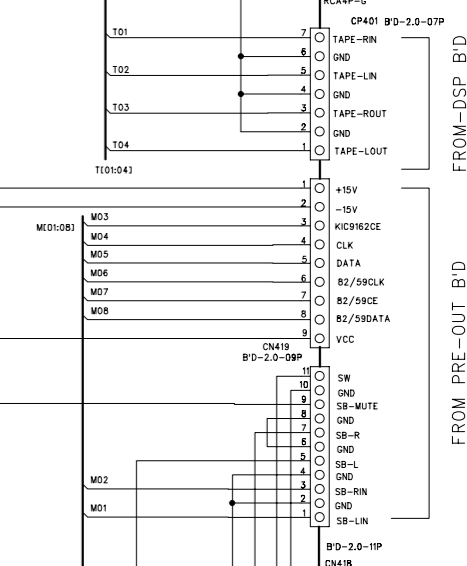 RCA4P-G
CP401 B'D-2.0-07P
T01 7 TAPE-RIN
6 GND
T02 5 TAPE-LIN
4 GND
T03 3 TAPE-ROUT
2 GND
T04 1 TAPE-LOUT
T[01:04]
FROM-DSP B'D
1 +15V
2 -15V
M[01:08] M03 3 KIC9162CE
M04 4 CLK
M05 5 DATA
M06 6 82/59CLK
M07 7 82/59CE
M08 8 82/59DATA
9 VCC
CN419
B'D-2.0-09P
FROM PRE-OUT B'D
11 SW
10 GND
9 SB-MUTE
8 GND
7 SB-R
6 GND
5 SB-L
4 GND
M02 3 SB-RIN
2 GND
M01 1 SB-LIN
B'D-2.0-11P
CN418